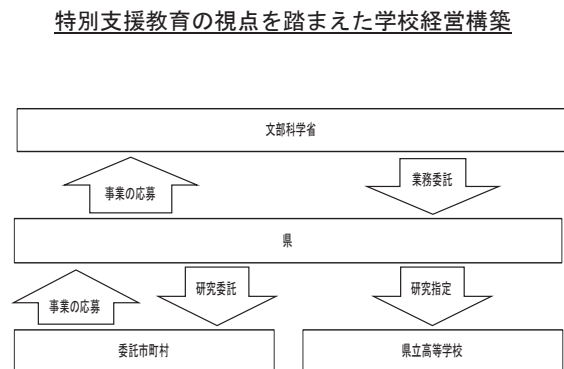 特別支援教育の視点を踏まえた学校経営構築
文部科学省
事業の応募
業務委託
県
事業の応募
研究委託
研究指定
委託市町村
県立高等学校